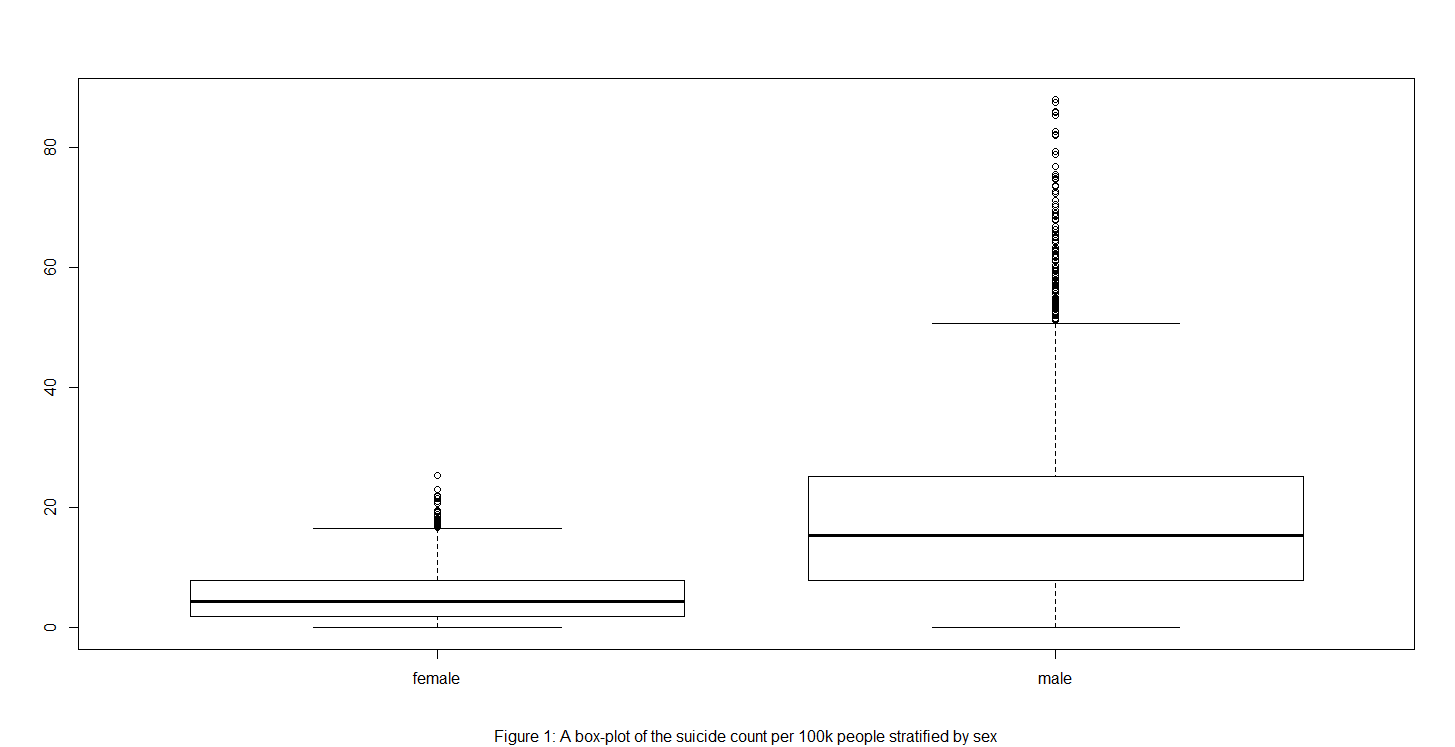 80
60
40
20
0
female male
Figure 1: A box-plot of the suicide count per 100k people stratified by sex